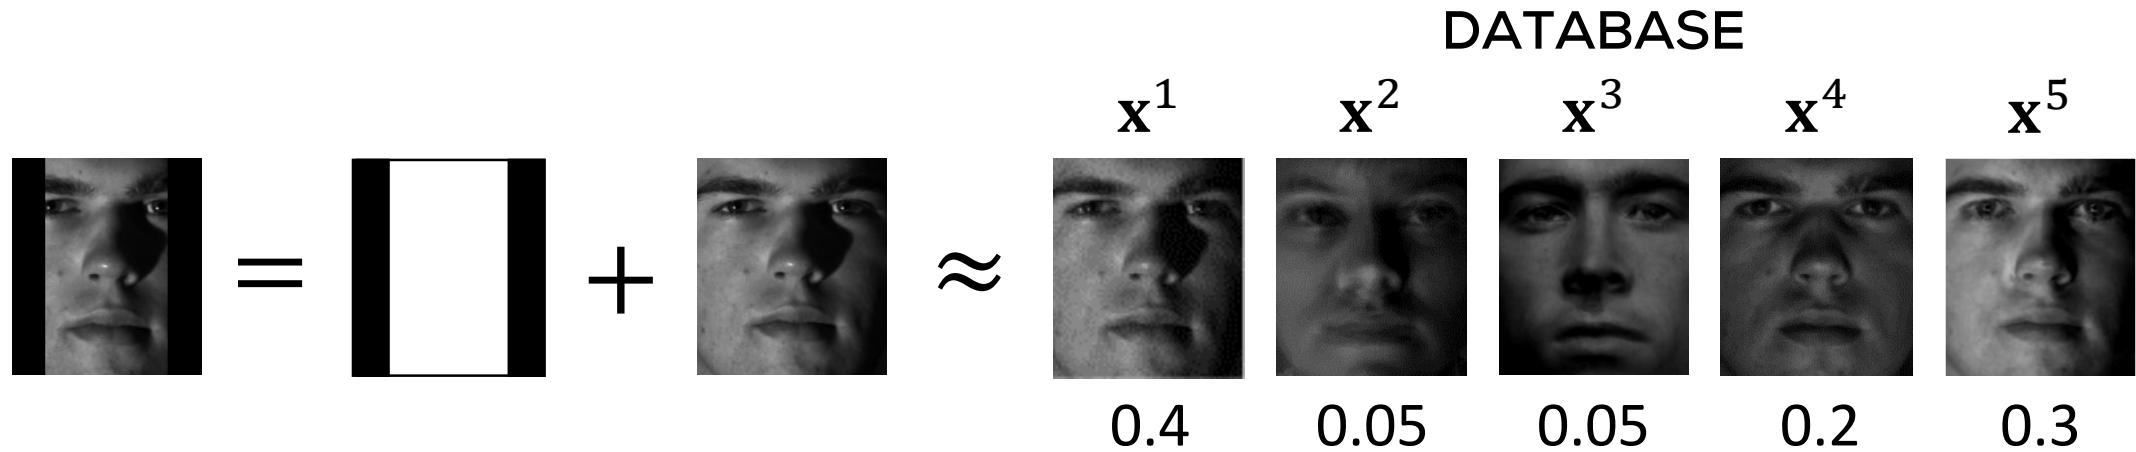 DATABASE
x¹ x² x³ x⁴ x⁵
= + ≈
0.4 0.05 0.05 0.2 0.3